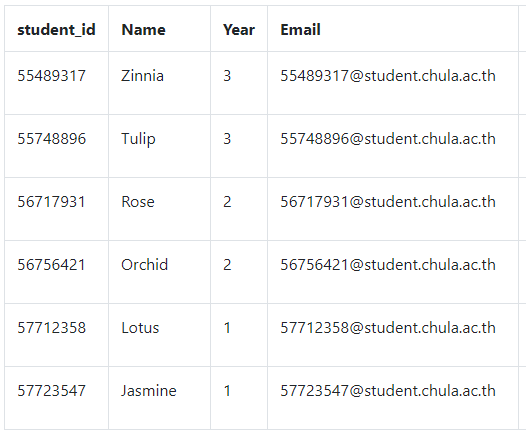 student_id Name Year Email
55489317 Zinnia 3 55489317@student.chula.ac.th
55748896 Tulip 3 55748896@student.chula.ac.th
56717931 Rose 2 56717931@student.chula.ac.th
56756421 Orchid 2 56756421@student.chula.ac.th
57712358 Lotus 1 57712358@student.chula.ac.th
57723547 Jasmine 1 57723547@student.chula.ac.th